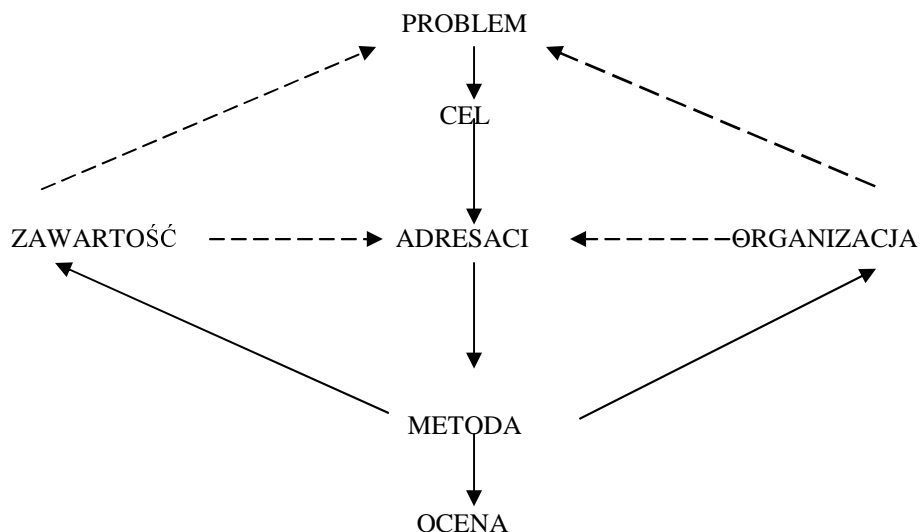 PROBLEM
CEL
ZAWARTOŚĆ ADRESACI ORGANIZACJA
METODA
OCENA